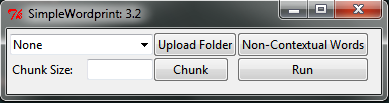 SimpleWordprint: 3.2
None Upload Folder Non-Contextual Words
Chunk Size: Chunk Run